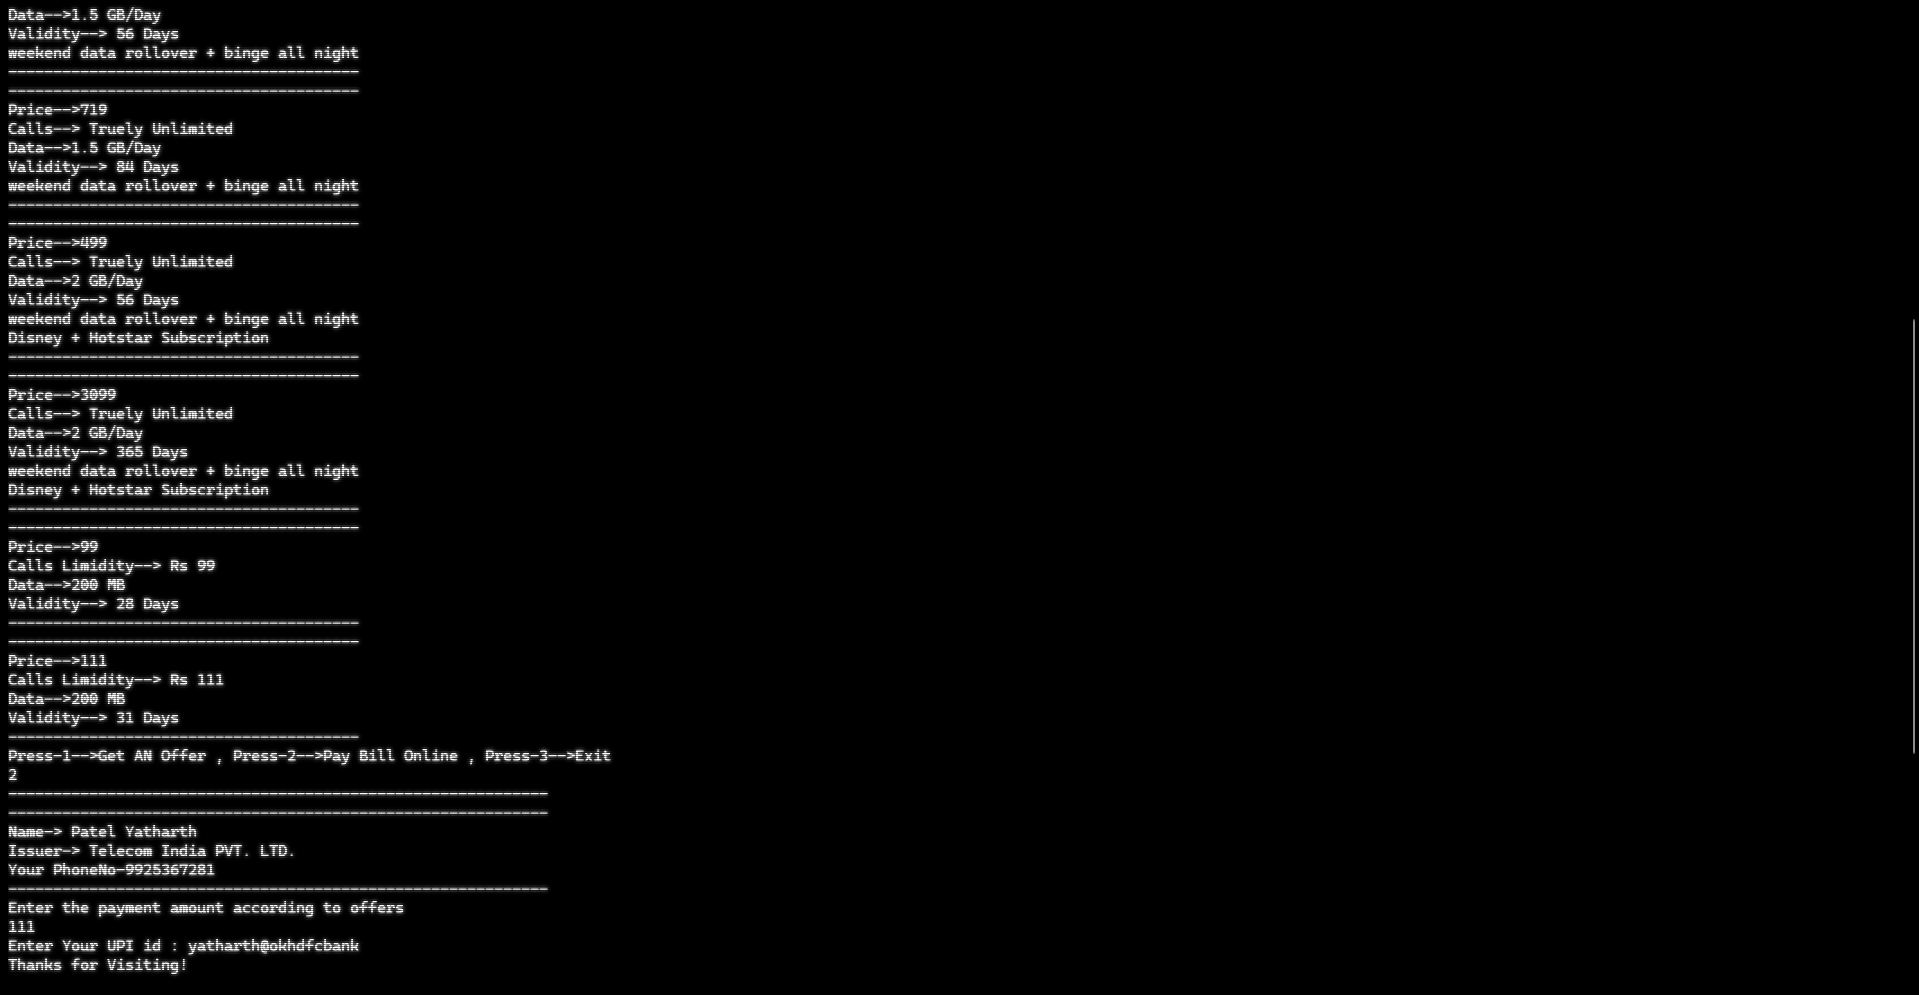 Data-->1.5 GB/Day
Validity--> 56 Days
weekend data rollover + binge all night
---------------------------------------
---------------------------------------
Price-->719
Calls--> Truely Unlimited
Data-->1.5 GB/Day
Validity--> 84 Days
weekend data rollover + binge all night
---------------------------------------
---------------------------------------
Price-->499
Calls--> Truely Unlimited
Data-->2 GB/Day
Validity--> 56 Days
weekend data rollover + binge all night
Disney + Hotstar Subscription
---------------------------------------
---------------------------------------
Price-->3099
Calls--> Truely Unlimited
Data-->2 GB/Day
Validity--> 365 Days
weekend data rollover + binge all night
Disney + Hotstar Subscription
---------------------------------------
---------------------------------------
Price-->99
Calls Limidity--> Rs 99
Data-->200 MB
Validity--> 28 Days
---------------------------------------
---------------------------------------
Price-->111
Calls Limidity--> Rs 111
Data-->200 MB
Validity--> 31 Days
---------------------------------------
Press-1-->Get AN Offer , Press-2-->Pay Bill Online , Press-3-->Exit
2
------------------------------------------------------------
------------------------------------------------------------
Name-> Patel Yatharth
Issuer-> Telecom India PVT. LTD.
Your PhoneNo-9925367281
------------------------------------------------------------
Enter the payment amount according to offers
111
Enter Your UPI id : yatharth@okhdfcbank
Thanks for Visiting!